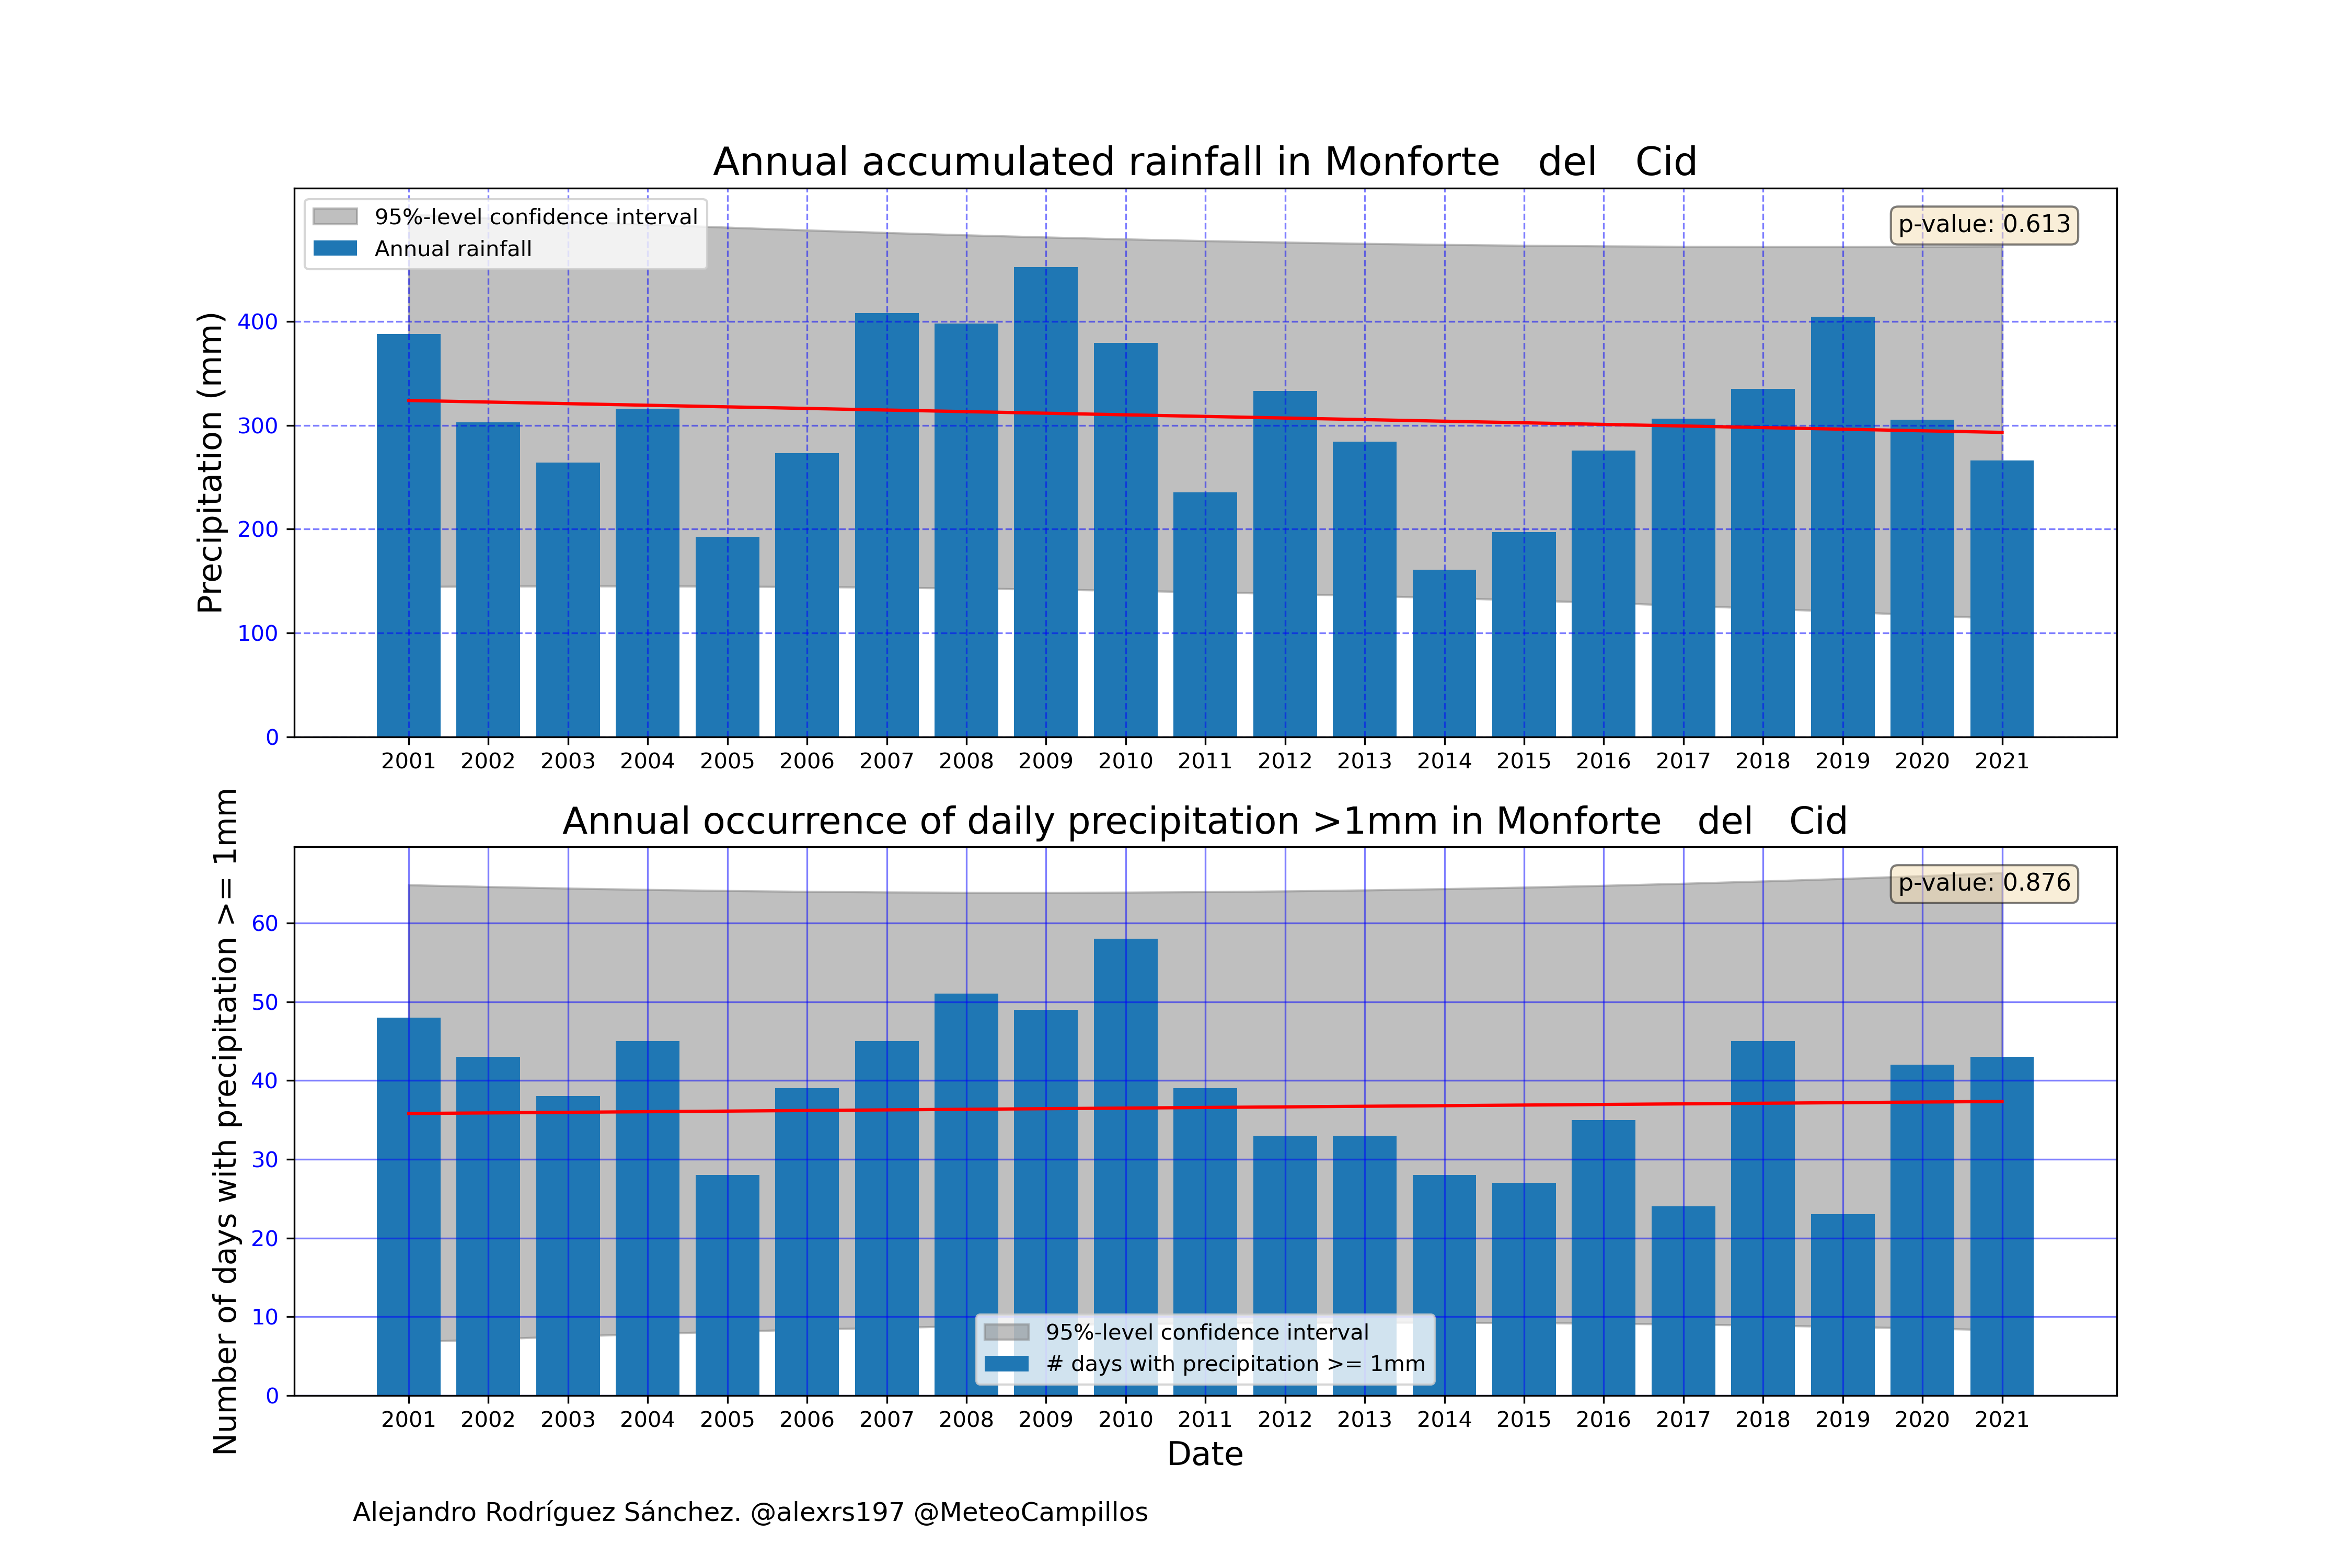 Annual accumulated rainfall in Monforte   del   Cid
95%-level confidence interval
Annual rainfall
p-value: 0.613
Precipitation (mm)
400
300
200
100
0
2001 2002 2003 2004 2005 2006 2007 2008 2009 2010 2011 2012 2013 2014 2015 2016 2017 2018 2019 2020 2021
Annual occurrence of daily precipitation >1mm in Monforte   del   Cid
p-value: 0.876
Number of days with precipitation >= 1mm
60
50
40
30
20
10
0
95%-level confidence interval
# days with precipitation >= 1mm
2001 2002 2003 2004 2005 2006 2007 2008 2009 2010 2011 2012 2013 2014 2015 2016 2017 2018 2019 2020 2021
Date
Alejandro Rodríguez Sánchez. @alexrs197 @MeteoCampillos